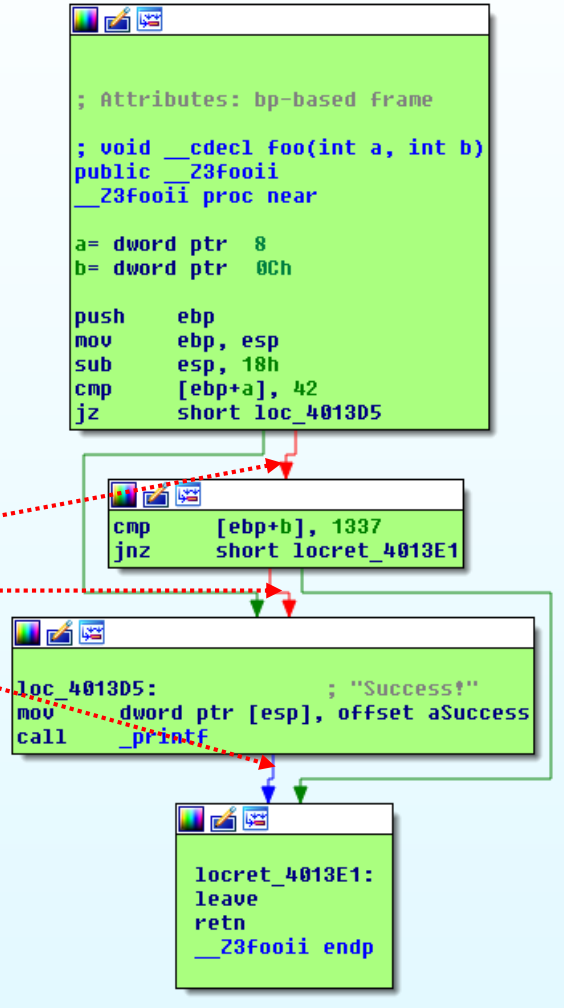 ; Attributes: bp-based frame
; void __cdecl foo(int a, int b)
public __Z3fooii
__Z3fooii proc near
a= dword ptr 8
b= dword ptr 0Ch
push ebp
mov ebp, esp
sub esp, 18h
cmp [ebp+a], 42
jz short loc_4013D5
cmp [ebp+b], 1337
jnz short locret_4013E1
loc_4013D5: ; "Success!"
mov dword ptr [esp], offset aSuccess
call _printf
locret_4013E1:
leave
retn
__Z3fooii endp